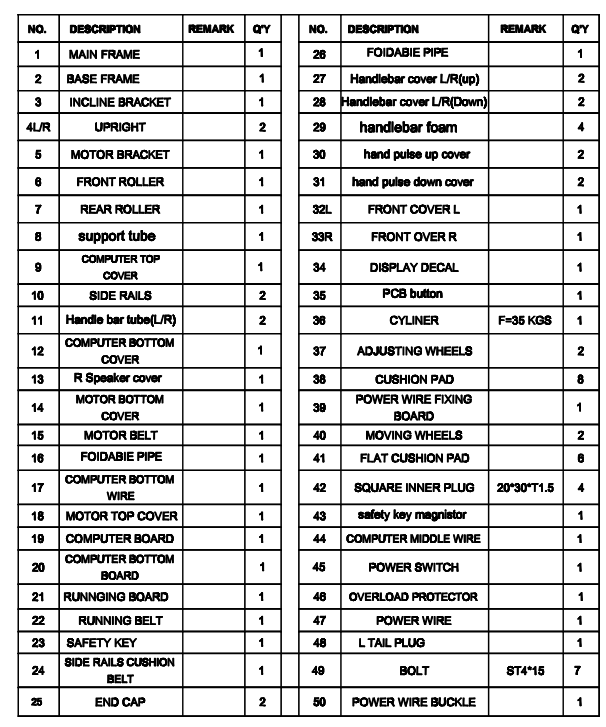 NO. DESCRIPTION REMARK Q'Y NO. DESCRIPTION REMARK Q'Y
1 MAIN FRAME 1 26 FOIDABIE PIPE 1
2 BASE FRAME 1 27 Handlebar cover L/R(up) 2
3 INCLINE BRACKET 1 28 Handlebar cover L/R(Down) 2
4L/R UPRIGHT 2 29 handlebar foam 4
5 MOTOR BRACKET 1 30 hand pulse up cover 2
6 FRONT ROLLER 1 31 hand pulse down cover 2
7 REAR ROLLER 1 32L FRONT COVER L 1
8 support tube 1 33R FRONT OVER R 1
9 COMPUTER TOP
COVER 1 34 DISPLAY DECAL 1
10 SIDE RAILS 2 35 PCB button 1
11 Handle bar tube(L/R) 2 36 CYLINER F=35 KGS 1
12 COMPUTER BOTTOM
COVER 1 37 ADJUSTING WHEELS 2
13 R Speaker cover 1 38 CUSHION PAD 8
14 MOTOR BOTTOM
COVER 1 39 POWER WIRE FIXING
BOARD 1
15 MOTOR BELT 1 40 MOVING WHEELS 2
16 FOIDABIE PIPE 1 41 FLAT CUSHION PAD 6
17 COMPUTER BOTTOM
WIRE 1 42 SQUARE INNER PLUG 20*30*T1.5 4
18 MOTOR TOP COVER 1 43 safety key magnistor 1
19 COMPUTER BOARD 1 44 COMPUTER MIDDLE WIRE 1
20 COMPUTER BOTTOM
BOARD 1 45 POWER SWITCH 1
21 RUNNGING BOARD 1 46 OVERLOAD PROTECTOR 1
22 RUNNING BELT 1 47 POWER WIRE 1
23 SAFETY KEY 1 48 L TAIL PLUG 1
24 SIDE RAILS CUSHION
BELT 1 49 BOLT ST4*15 7
25 END CAP 2 50 POWER WIRE BUCKLE 1